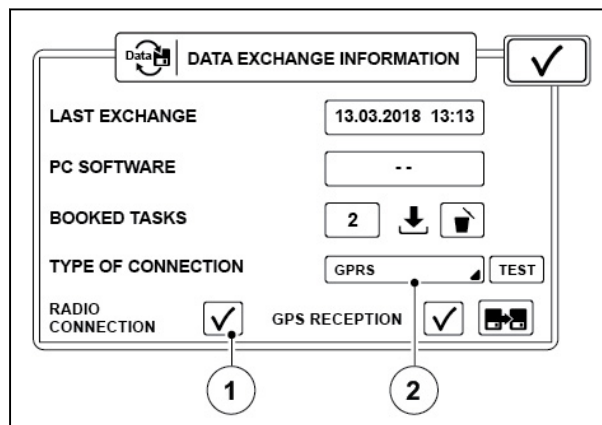 Data
DATA EXCHANGE INFORMATION
LAST EXCHANGE
13.03.2018 13:13
PC SOFTWARE
--
BOOKED TASKS
2
TYPE OF CONNECTION
GPRS
TEST
RADIO
CONNECTION
GPS RECEPTION
1
2